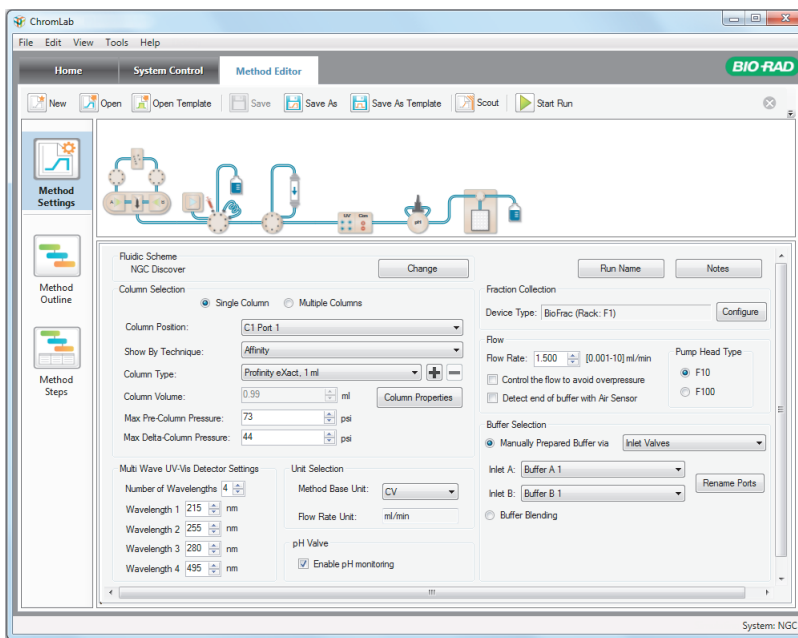 ChromLab
File Edit View Tools Help
Home System Control Method Editor BIO-RAD
New Open Open Template Save Save As Save As Template Scout Start Run
Method Settings
Method Outline
Method Steps
UV Con
pH
Fluidic Scheme
NGC Discover Change
Column Selection
Single Column Multiple Columns
Column Position: C1 Port 1
Show By Technique: Affinity
Column Type: Profinity eXact, 1 ml
Column Volume: 0.99 ml Column Properties
Max Pre-Column Pressure: 73 psi
Max Delta-Column Pressure: 44 psi
Multi Wave UV-Vis Detector Settings
Number of Wavelengths 4
Wavelength 1 215 nm
Wavelength 2 255 nm
Wavelength 3 280 nm
Wavelength 4 495 nm
Unit Selection
Method Base Unit: CV
Flow Rate Unit: ml/min
pH Valve
Enable pH monitoring
Run Name Notes
Fraction Collection
Device Type: BioFrac (Rack: F1) Configure
Flow
Flow Rate: 1.500 [0.001-10] ml/min
Control the flow to avoid overpressure
Detect end of buffer with Air Sensor
Pump Head Type
F10
F100
Buffer Selection
Manually Prepared Buffer via Inlet Valves
Inlet A: Buffer A 1
Inlet B: Buffer B 1
Rename Ports
Buffer Blending
System: NGC